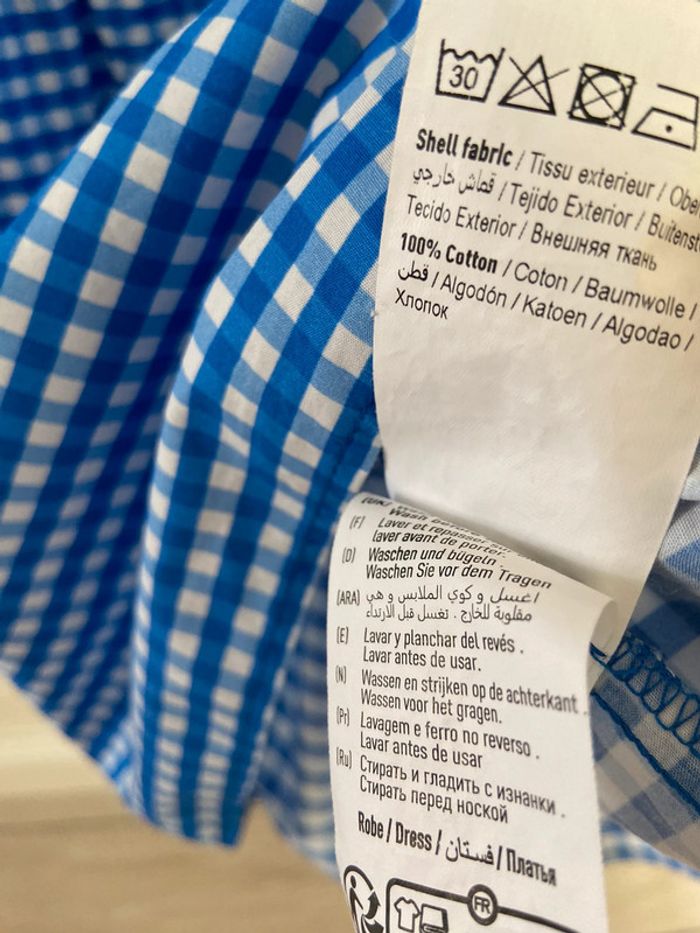 30
Shell fabric / Tissu exterieur /
قماش خارجي / Tejido Exterior /
Tecido Exterior / Внешняя ткань
100% Cotton / Coton / Baumwolle /
قطن / Algodón / Katoen / Algodao /
Хлопок
Wash
(F) Laver et repasser
laver avant de porter.
(D) Waschen und bügeln .
Waschen Sie vor dem Tragen
(ARA) اغسل و كوي الملابس و هي
مقلوبة للخارج . تغسل قبل الارتداء
(E) Lavar y planchar del revés .
Lavar antes de usar.
(N) Wassen en strijken op de achterkant .
Wassen voor het gragen.
(Pr) Lavagem e ferro no reverso .
Lavar antes de usar
(Ru) Стирать и гладить с изнанки .
Стирать перед ноской
Robe / Dress / فستان / Платья
FR